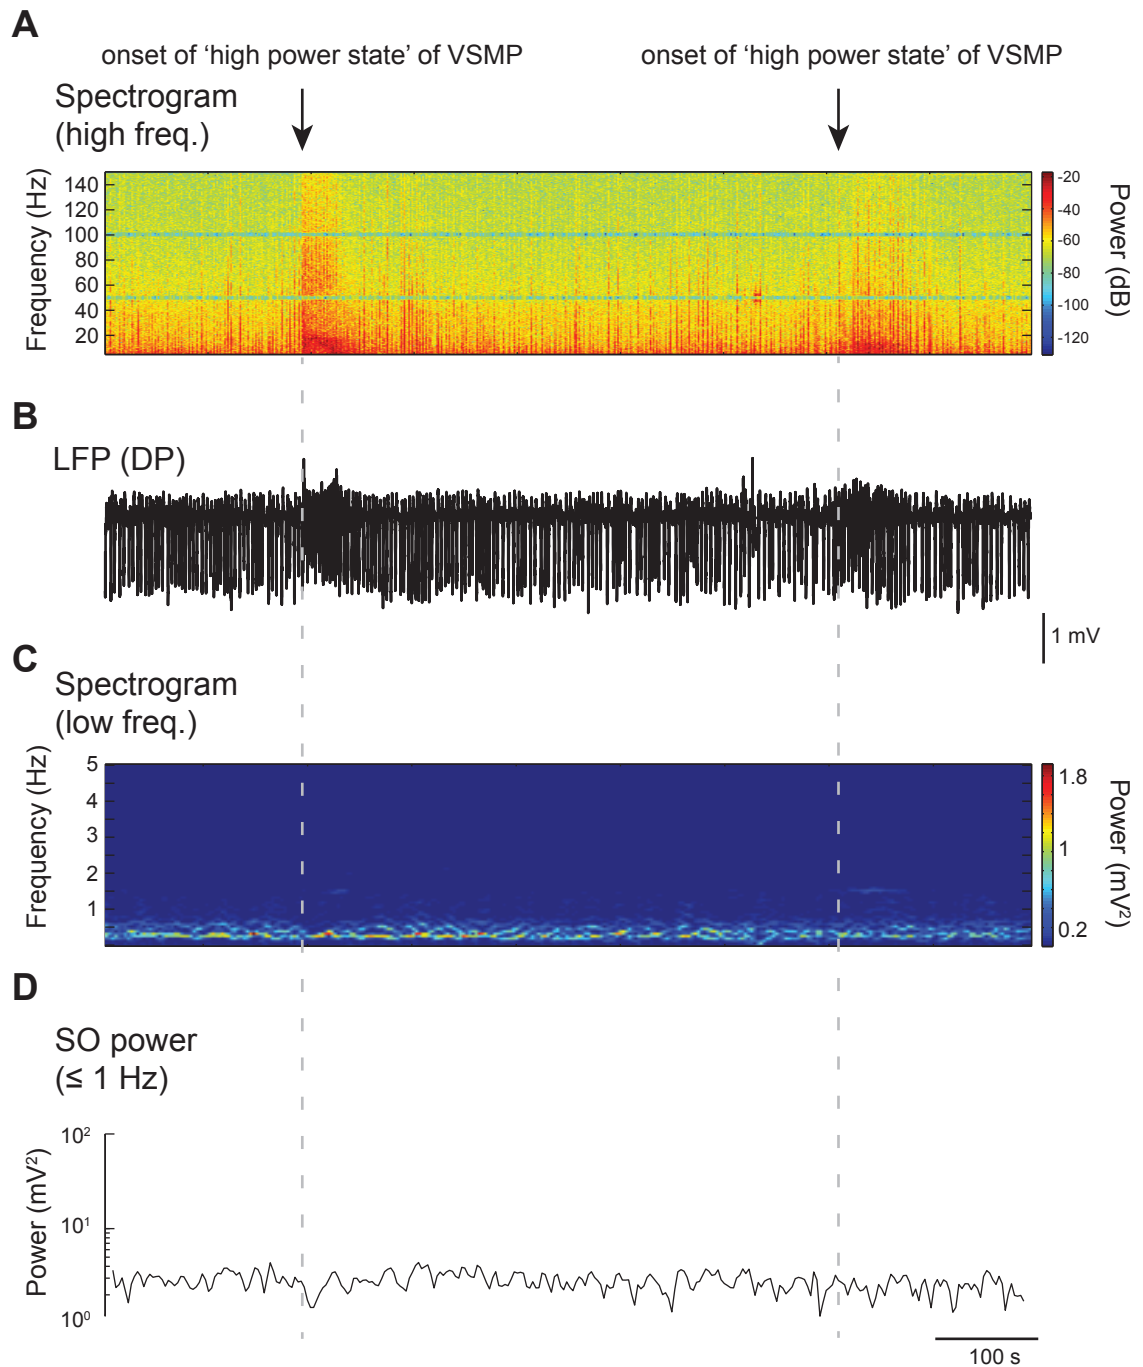 A
onset of ‘high power state’ of VSMP
onset of ‘high power state’ of VSMP
Spectrogram
(high freq.)
Frequency (Hz)
140
120
100
80
60
40
20
-20
-40
-60
-80
-100
-120
Power (dB)
B
LFP (DP)
1 mV
C
Spectrogram
(low freq.)
Frequency (Hz)
5
4
3
2
1
1.8
1
0.2
Power (mV²)
D
SO power
(≤ 1 Hz)
Power (mV²)
10²
10¹
10⁰
100 s